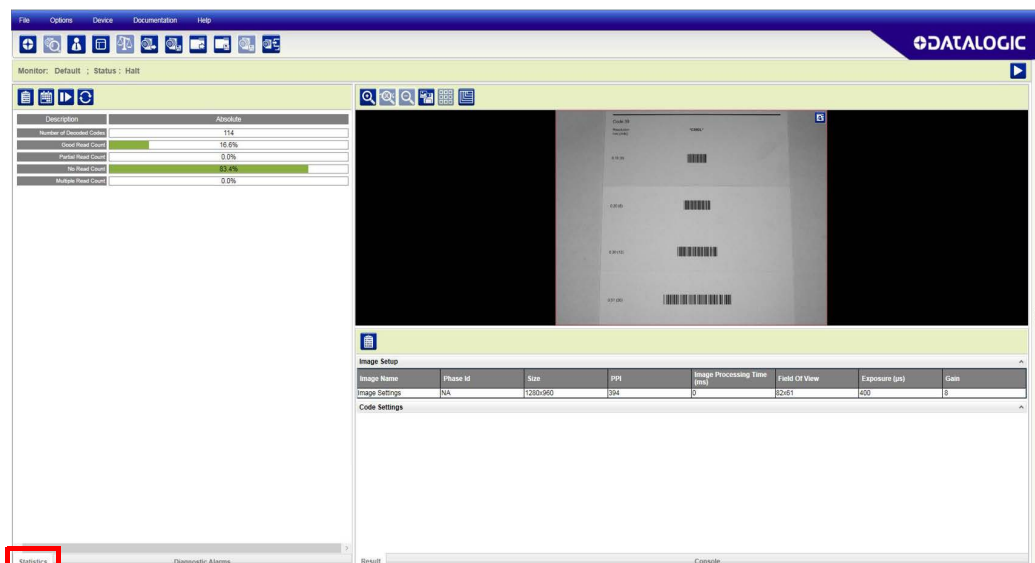 File Options Device Documentation Help
DATALOGIC
Monitor: Default ; Status : Halt
Description Absolute
Number of Decoded Codes 114
Good Read Count 16.6%
Partial Read Count 0.0%
No Read Count 83.4%
Multiple Read Count 0.0%
Code 39
Image Setup
Image Name Phase Id Size PPI Image Processing Time (ms) Field Of View Exposure (µs) Gain
Image Settings NA 1280x960 394 0 82x61 400 8
Code Settings
Statistics Diagnostic Alarms Result Console